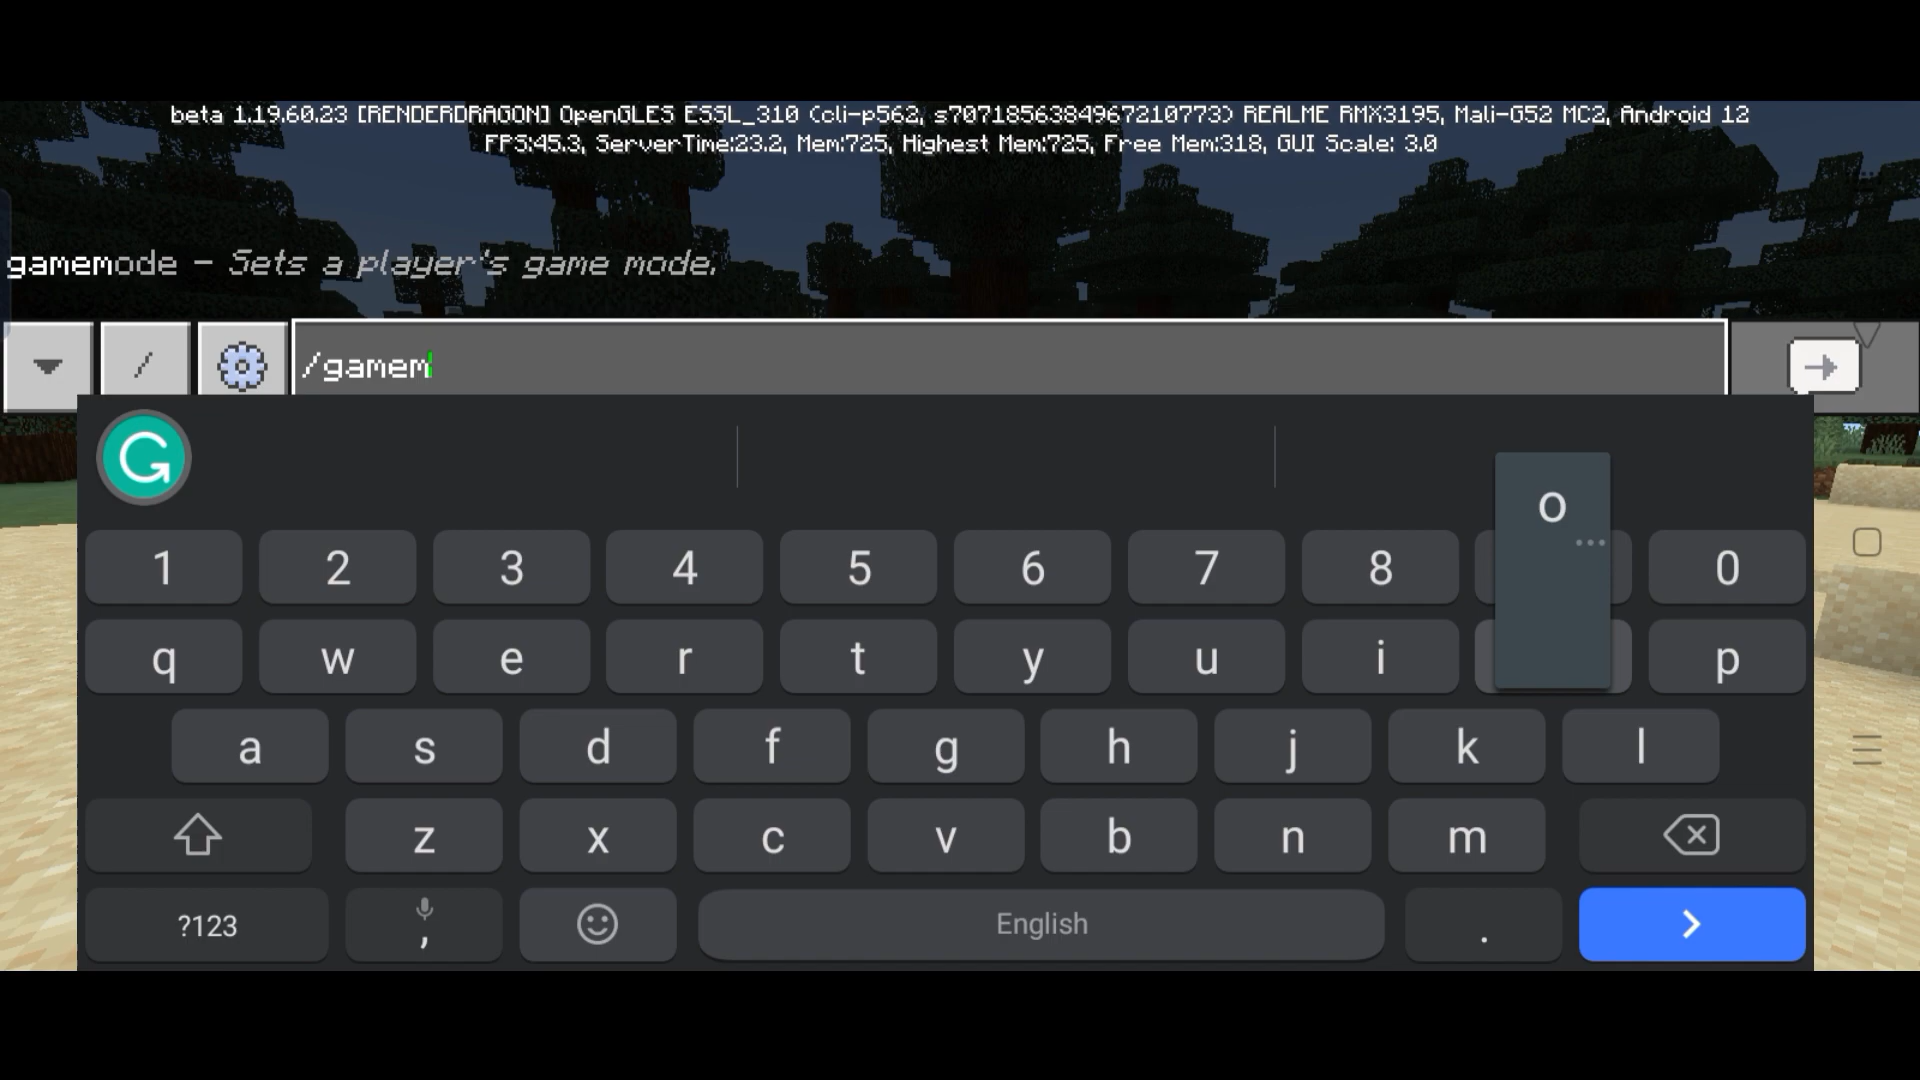 beta 1.19.60.23 [RENDERDRAGON] OpenGLES ESSL_310 (cli-p562, s7071856384967210773) REALME RMX3195, Mali-G52 MC2, Android 12
FPS:45.3, ServerTime:23.2, Mem:725, Highest Mem:725, Free Mem:318, GUI Scale: 3.0
gamemode - Sets a player's game mode.
/
/gamem
G
o
1 2 3 4 5 6 7 8 0
q w e r t y u i p
a s d f g h j k l
z x c v b n m
?123 , English .